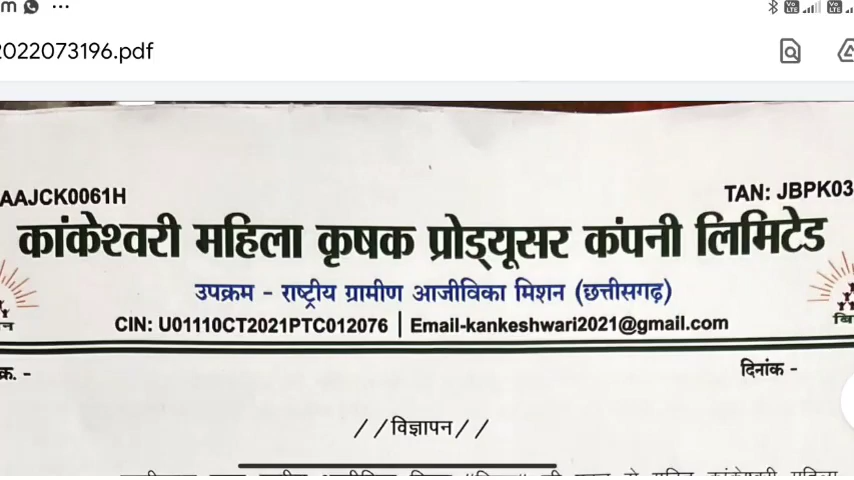 m ...
2022073196.pdf
AAJCK0061H
TAN: JBPK03
कांकेश्वरी महिला कृषक प्रोड्यूसर कंपनी लिमिटेड
उपक्रम - राष्ट्रीय ग्रामीण आजीविका मिशन (छत्तीसगढ़)
CIN: U01110CT2021PTC012076 | Email-kankeshwari2021@gmail.com
न
बि
क्र. -
दिनांक -
//विज्ञापन//